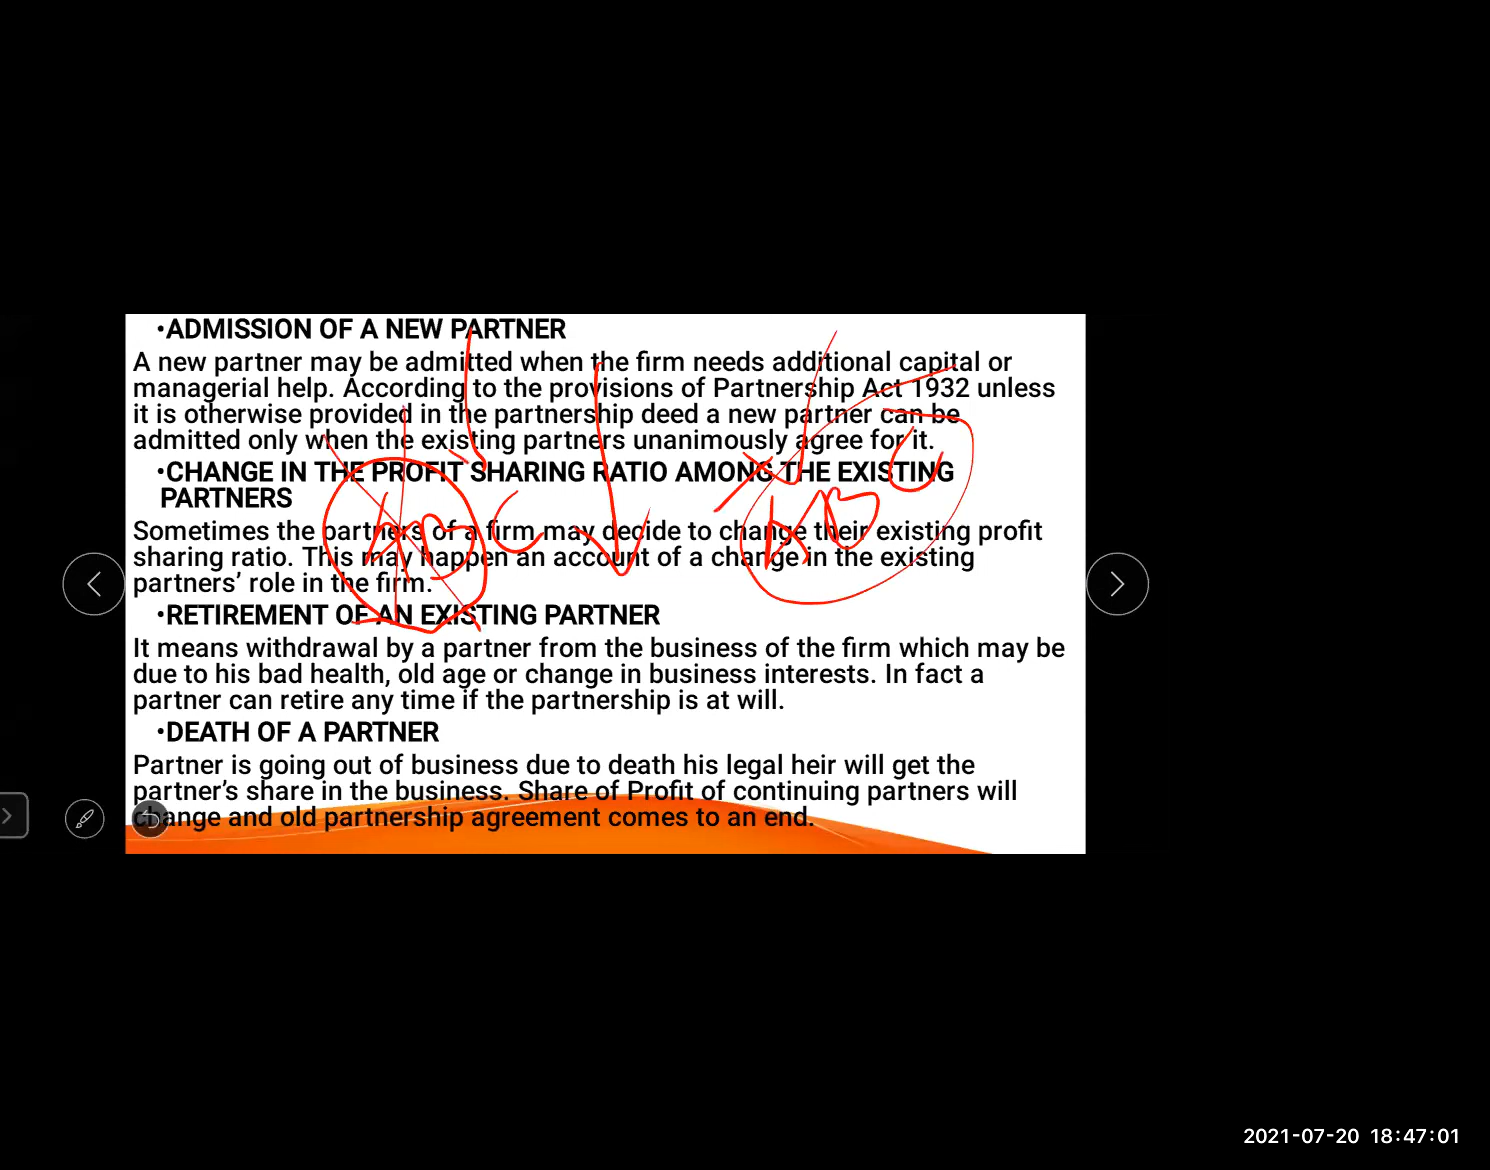 •ADMISSION OF A NEW PARTNER
A new partner may be admitted when the firm needs additional capital or
managerial help. According to the provisions of Partnership Act 1932 unless
it is otherwise provided in the partnership deed a new partner can be
admitted only when the existing partners unanimously agree for it.
•CHANGE IN THE PROFIT SHARING RATIO AMONG THE EXISTING
PARTNERS
Sometimes the partners of a firm may decide to change their existing profit
sharing ratio. This may happen an account of a change in the existing
partners’ role in the firm.
AB C
ABC
•RETIREMENT OF AN EXISTING PARTNER
It means withdrawal by a partner from the business of the firm which may be
due to his bad health, old age or change in business interests. In fact a
partner can retire any time if the partnership is at will.
•DEATH OF A PARTNER
Partner is going out of business due to death his legal heir will get the
partner’s share in the business. Share of Profit of continuing partners will
change and old partnership agreement comes to an end.
2021-07-20 18:47:01